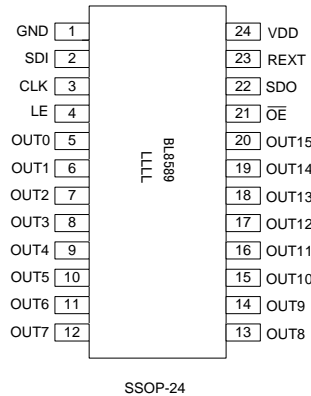 GND 1 24 VDD
SDI 2 23 REXT
CLK 3 22 SDO
LE 4 21 OE
OUT0 5 20 OUT15
OUT1 6 19 OUT14
OUT2 7 18 OUT13
OUT3 8 17 OUT12
OUT4 9 16 OUT11
OUT5 10 15 OUT10
OUT6 11 14 OUT9
OUT7 12 13 OUT8
BL8589
LLLL
SSOP-24